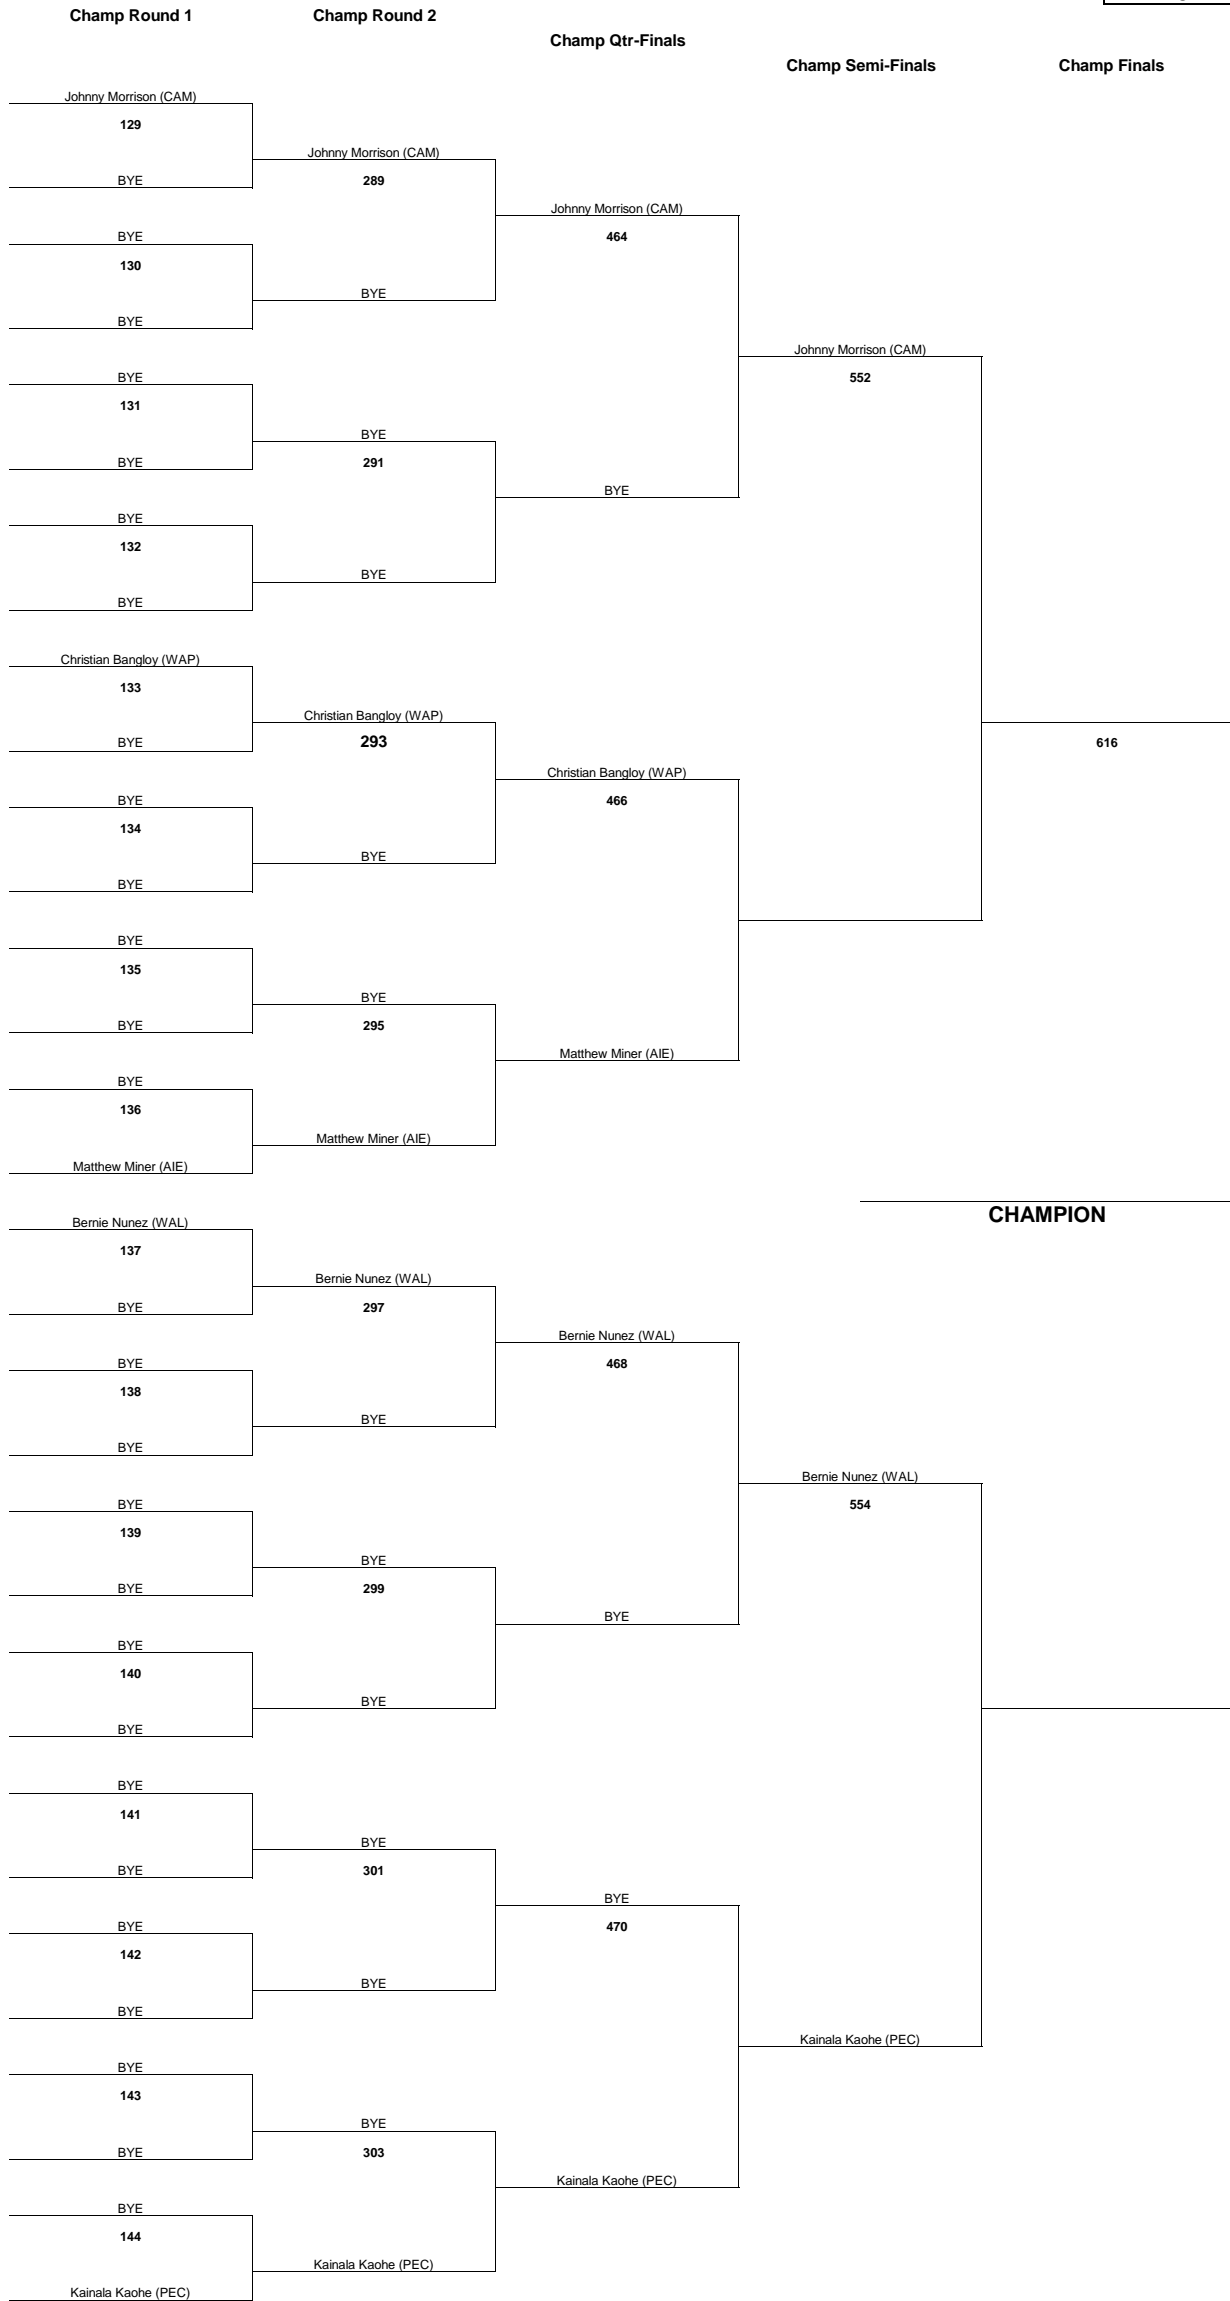 Champ Round 1
Champ Round 2
Champ Qtr-Finals
Champ Semi-Finals
Champ Finals
Johnny Morrison (CAM)
129
Johnny Morrison (CAM)
BYE
289
Johnny Morrison (CAM)
BYE
464
130
BYE
BYE
Johnny Morrison (CAM)
BYE
552
131
BYE
BYE
291
BYE
BYE
132
BYE
BYE
Christian Bangloy (WAP)
133
Christian Bangloy (WAP)
BYE
293
616
Christian Bangloy (WAP)
BYE
466
134
BYE
BYE
BYE
135
BYE
BYE
295
Matthew Miner (AIE)
BYE
136
Matthew Miner (AIE)
Matthew Miner (AIE)
CHAMPION
Bernie Nunez (WAL)
137
Bernie Nunez (WAL)
BYE
297
Bernie Nunez (WAL)
BYE
468
138
BYE
BYE
Bernie Nunez (WAL)
BYE
554
139
BYE
BYE
299
BYE
BYE
140
BYE
BYE
BYE
141
BYE
BYE
301
BYE
BYE
470
142
BYE
BYE
Kainala Kaohe (PEC)
BYE
143
BYE
BYE
303
Kainala Kaohe (PEC)
BYE
144
Kainala Kaohe (PEC)
Kainala Kaohe (PEC)